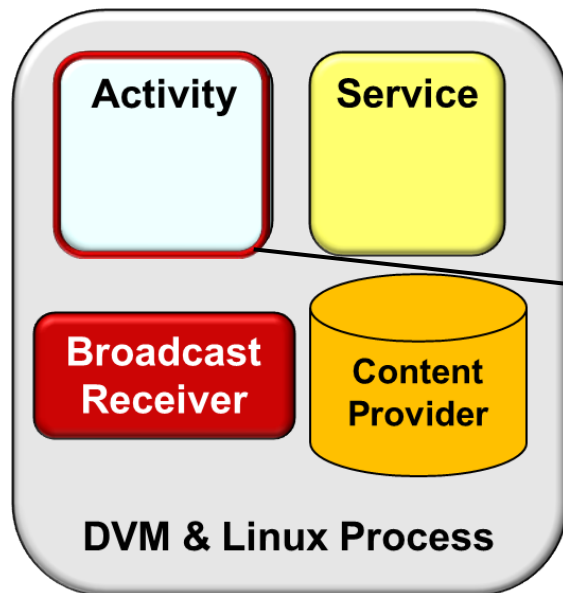 Activity
Service
Broadcast
Receiver
Content
Provider
DVM & Linux Process